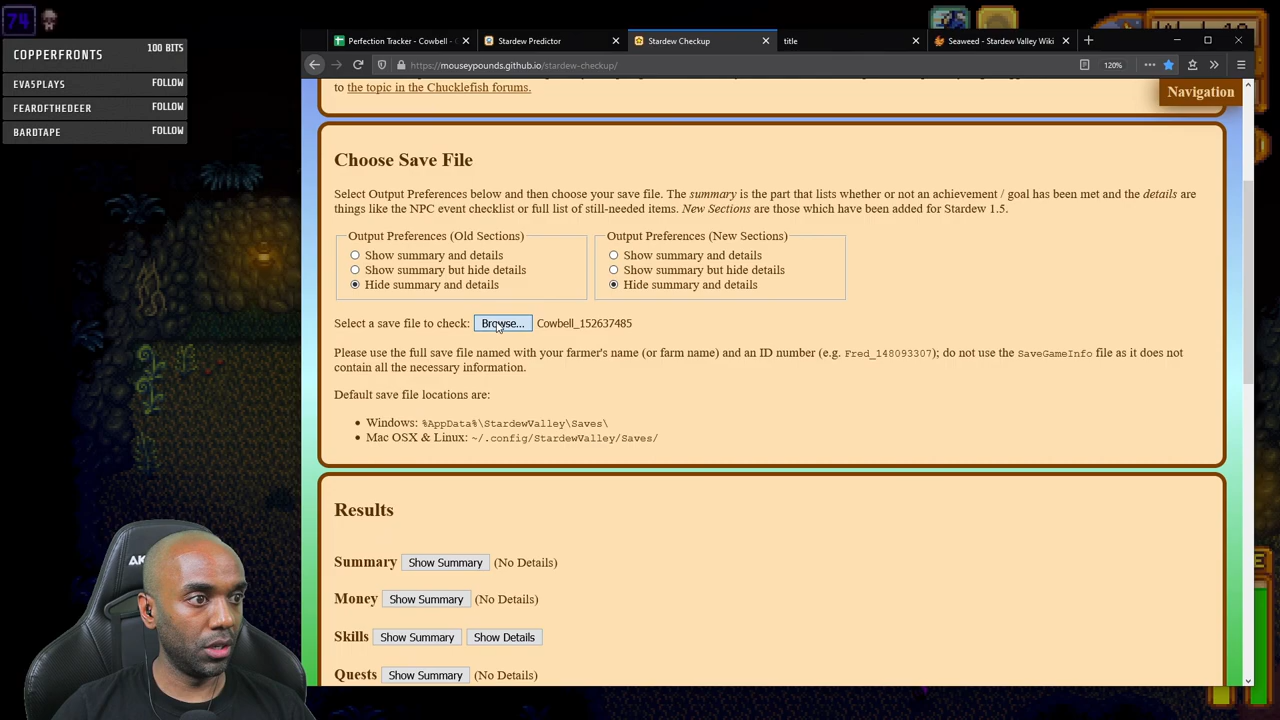 74
COPPERFRONTS 100 BITS
EVASPLAYS FOLLOW
FEAROFTHEDEER FOLLOW
BARDTAPE FOLLOW
Perfection Tracker - Cowbell - C
Stardew Predictor
Stardew Checkup
title
Seaweed - Stardew Valley Wiki
https://mouseypounds.github.io/stardew-checkup/
120%
to the topic in the Chucklefish forums.
Navigation
Choose Save File
Select Output Preferences below and then choose your save file. The summary is the part that lists whether or not an achievement / goal has been met and the details are
things like the NPC event checklist or full list of still-needed items. New Sections are those which have been added for Stardew 1.5.
Output Preferences (Old Sections)
Show summary and details
Show summary but hide details
Hide summary and details
Output Preferences (New Sections)
Show summary and details
Show summary but hide details
Hide summary and details
Select a save file to check: Browse... Cowbell_152637485
Please use the full save file named with your farmer's name (or farm name) and an ID number (e.g. Fred_148093307); do not use the SaveGameInfo file as it does not
contain all the necessary information.
Default save file locations are:
Windows: %AppData%\StardewValley\Saves\
Mac OSX & Linux: ~/.config/StardewValley/Saves/
Results
Summary Show Summary (No Details)
Money Show Summary (No Details)
Skills Show Summary Show Details
Quests Show Summary (No Details)